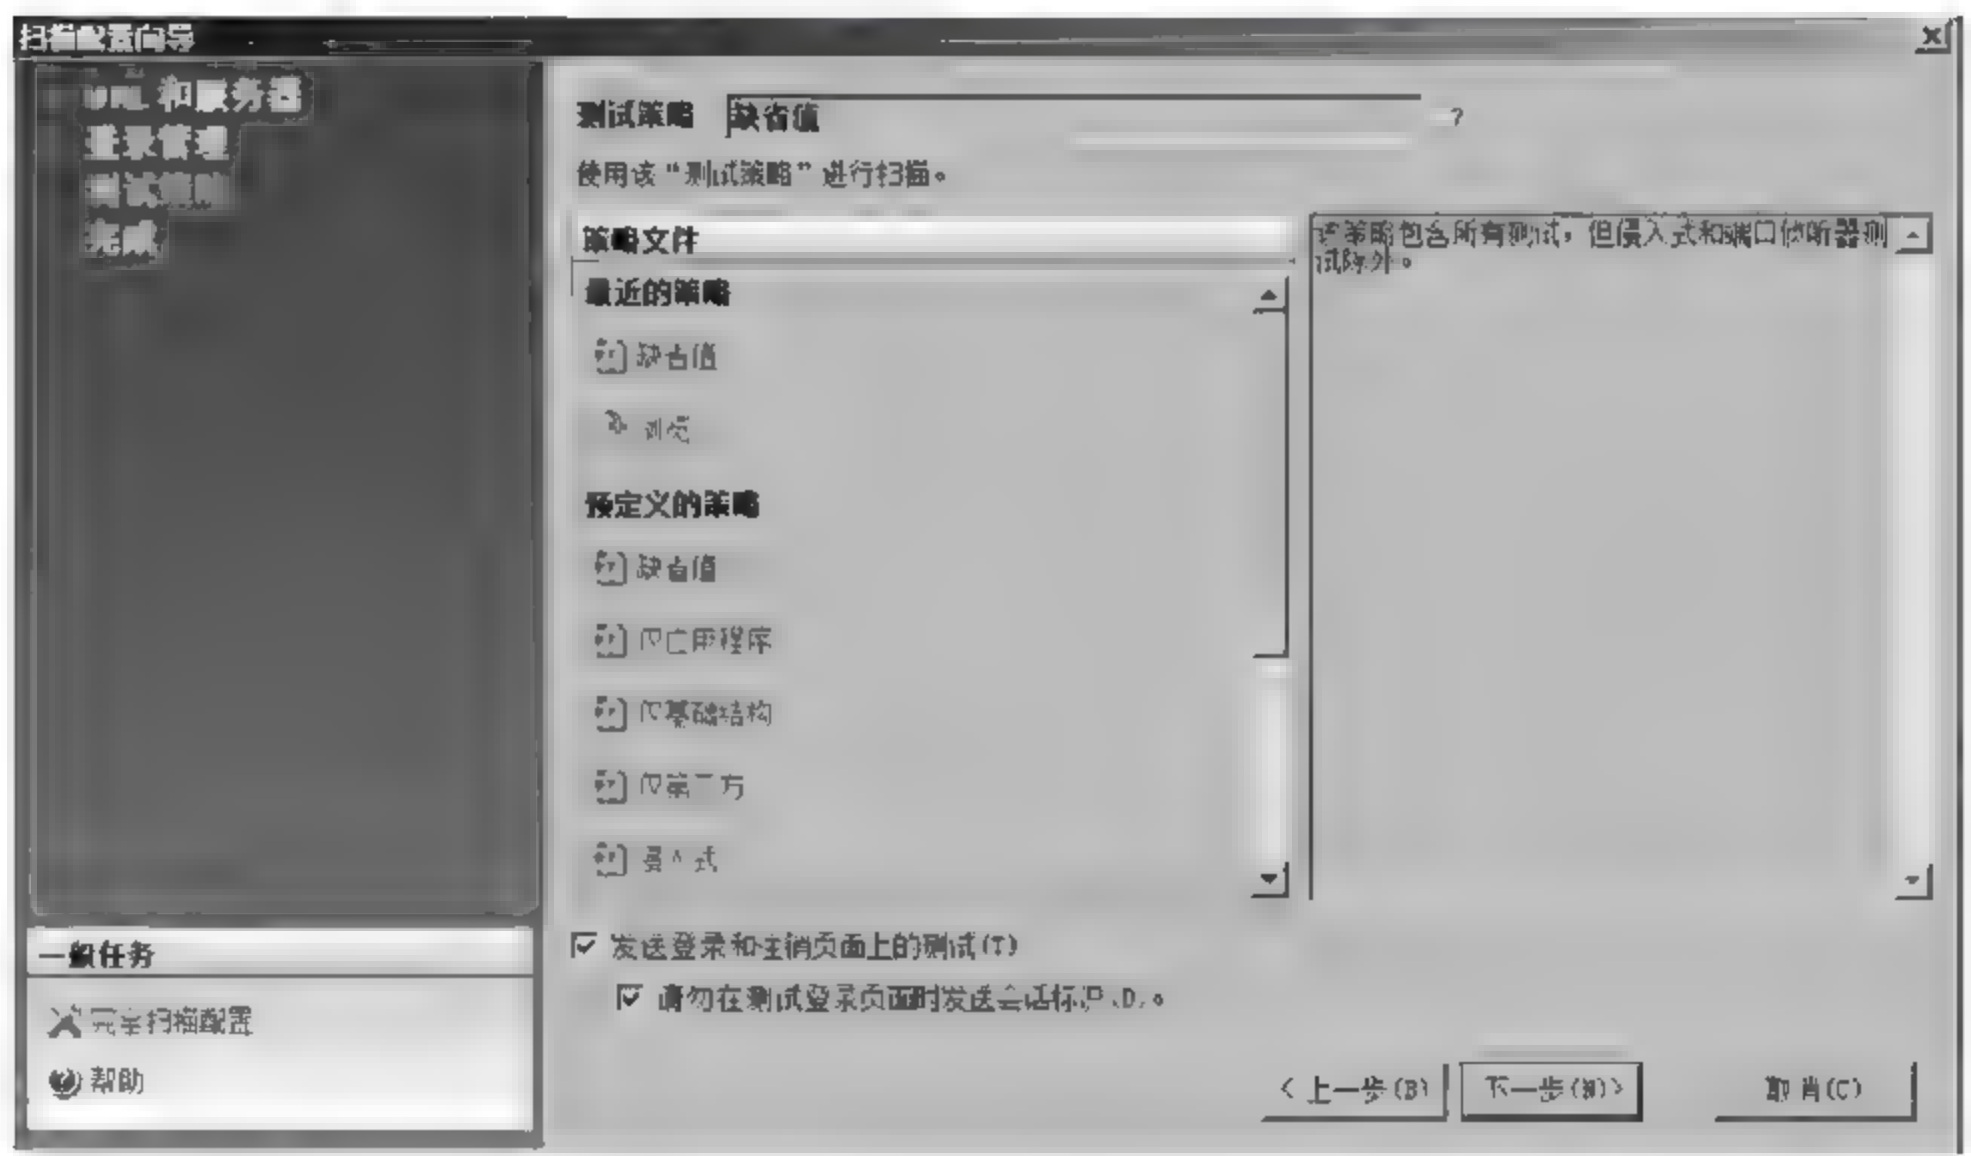 扫描配置向导
URL 和服务器
登录管理
测试策略
完成
测试策略 缺省值 ?
使用该“测试策略”进行扫描。
策略文件
最近的策略
缺省值
浏览
预定义的策略
缺省值
仅应用程序
仅基础结构
仅第三方
侵入式
该策略包含所有测试，但侵入式和端口侦听器测
试除外。
发送登录和注销页面上的测试(T)
请勿在测试登录页面时发送会话标识(D)。
一般任务
完全扫描配置
帮助
< 上一步(B)
下一步(N)>
取消(C)